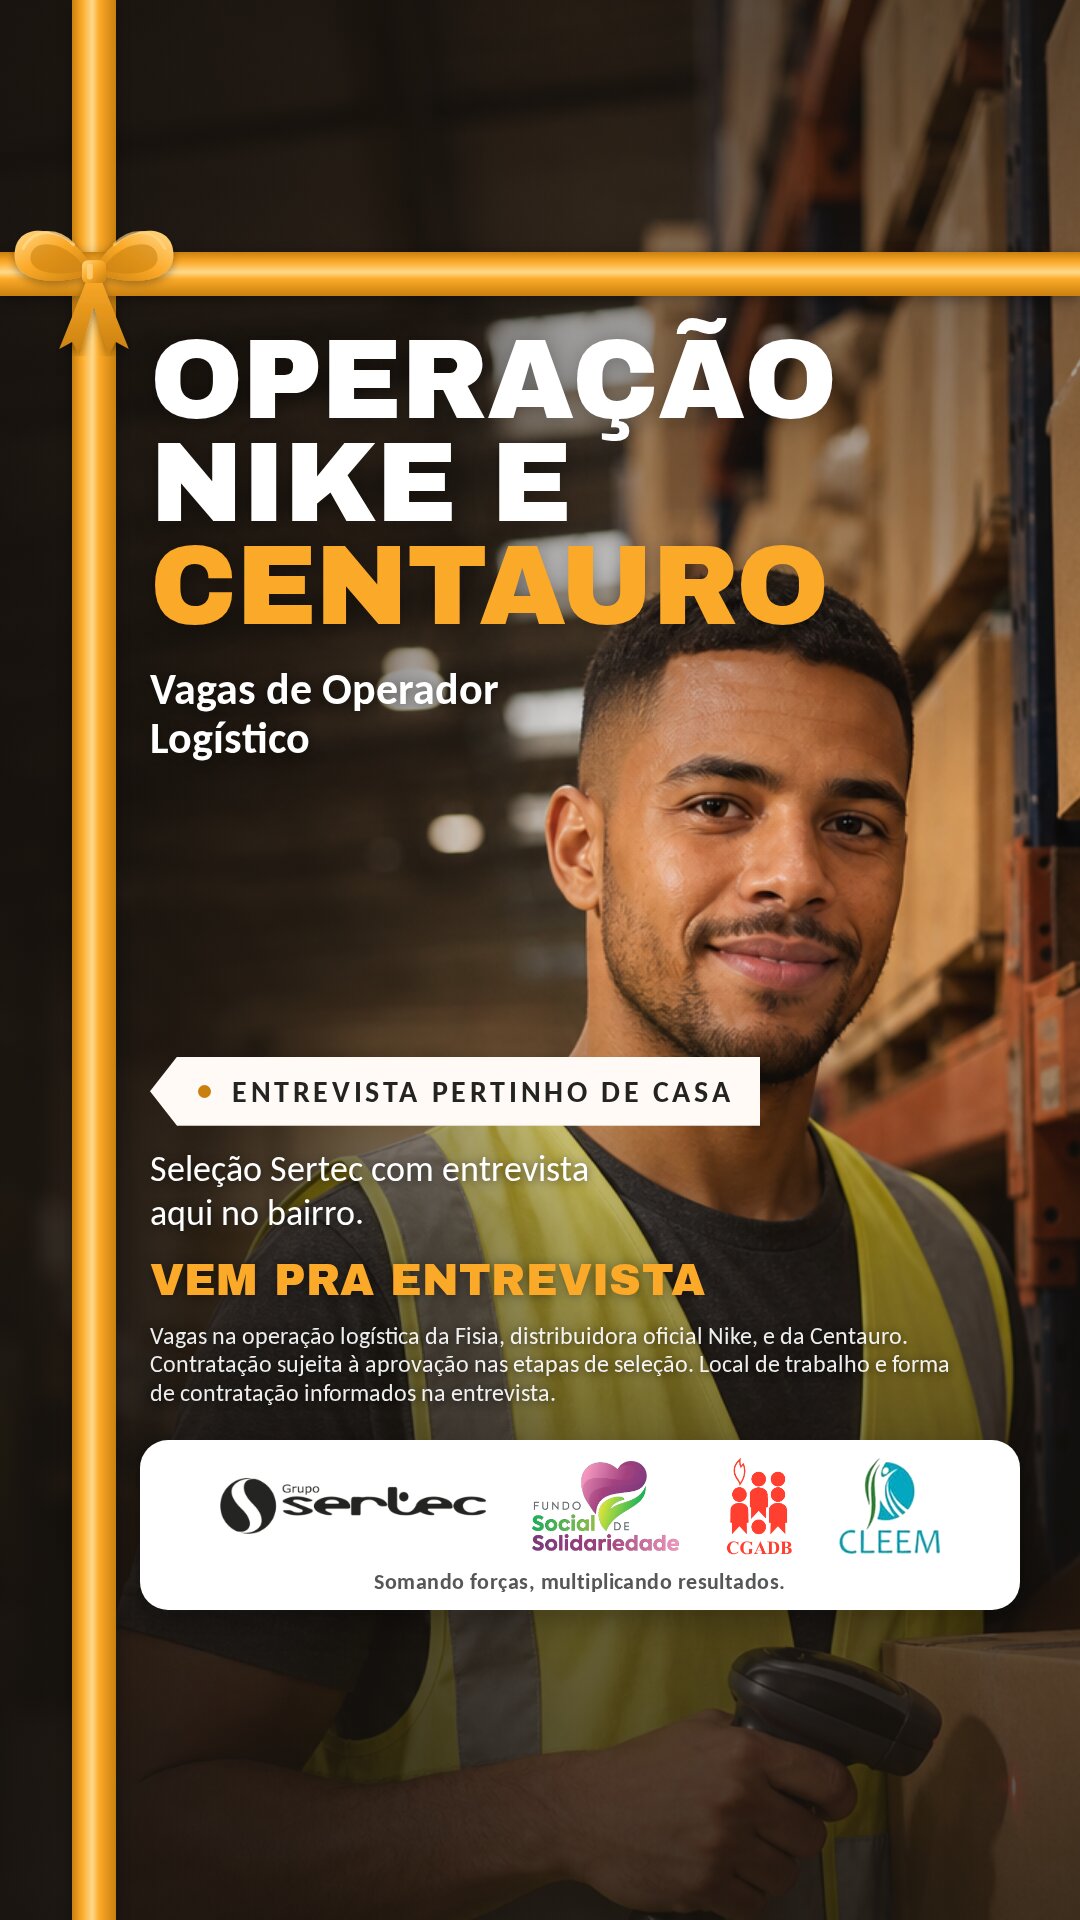 OPERAÇÃO
NIKE E
CENTAURO
Vagas de Operador
Logístico
ENTREVISTA PERTINHO DE CASA
Seleção Sertec com entrevista
aqui no bairro.
VEM PRA ENTREVISTA
Vagas na operação logística da Fisia, distribuidora oficial Nike, e da Centauro.
Contratação sujeita à aprovação nas etapas de seleção. Local de trabalho e forma
de contratação informados na entrevista.
Grupo
sertec
FUNDO
Social DE
Solidariedade
CGADB
CLEEM
Somando forças, multiplicando resultados.